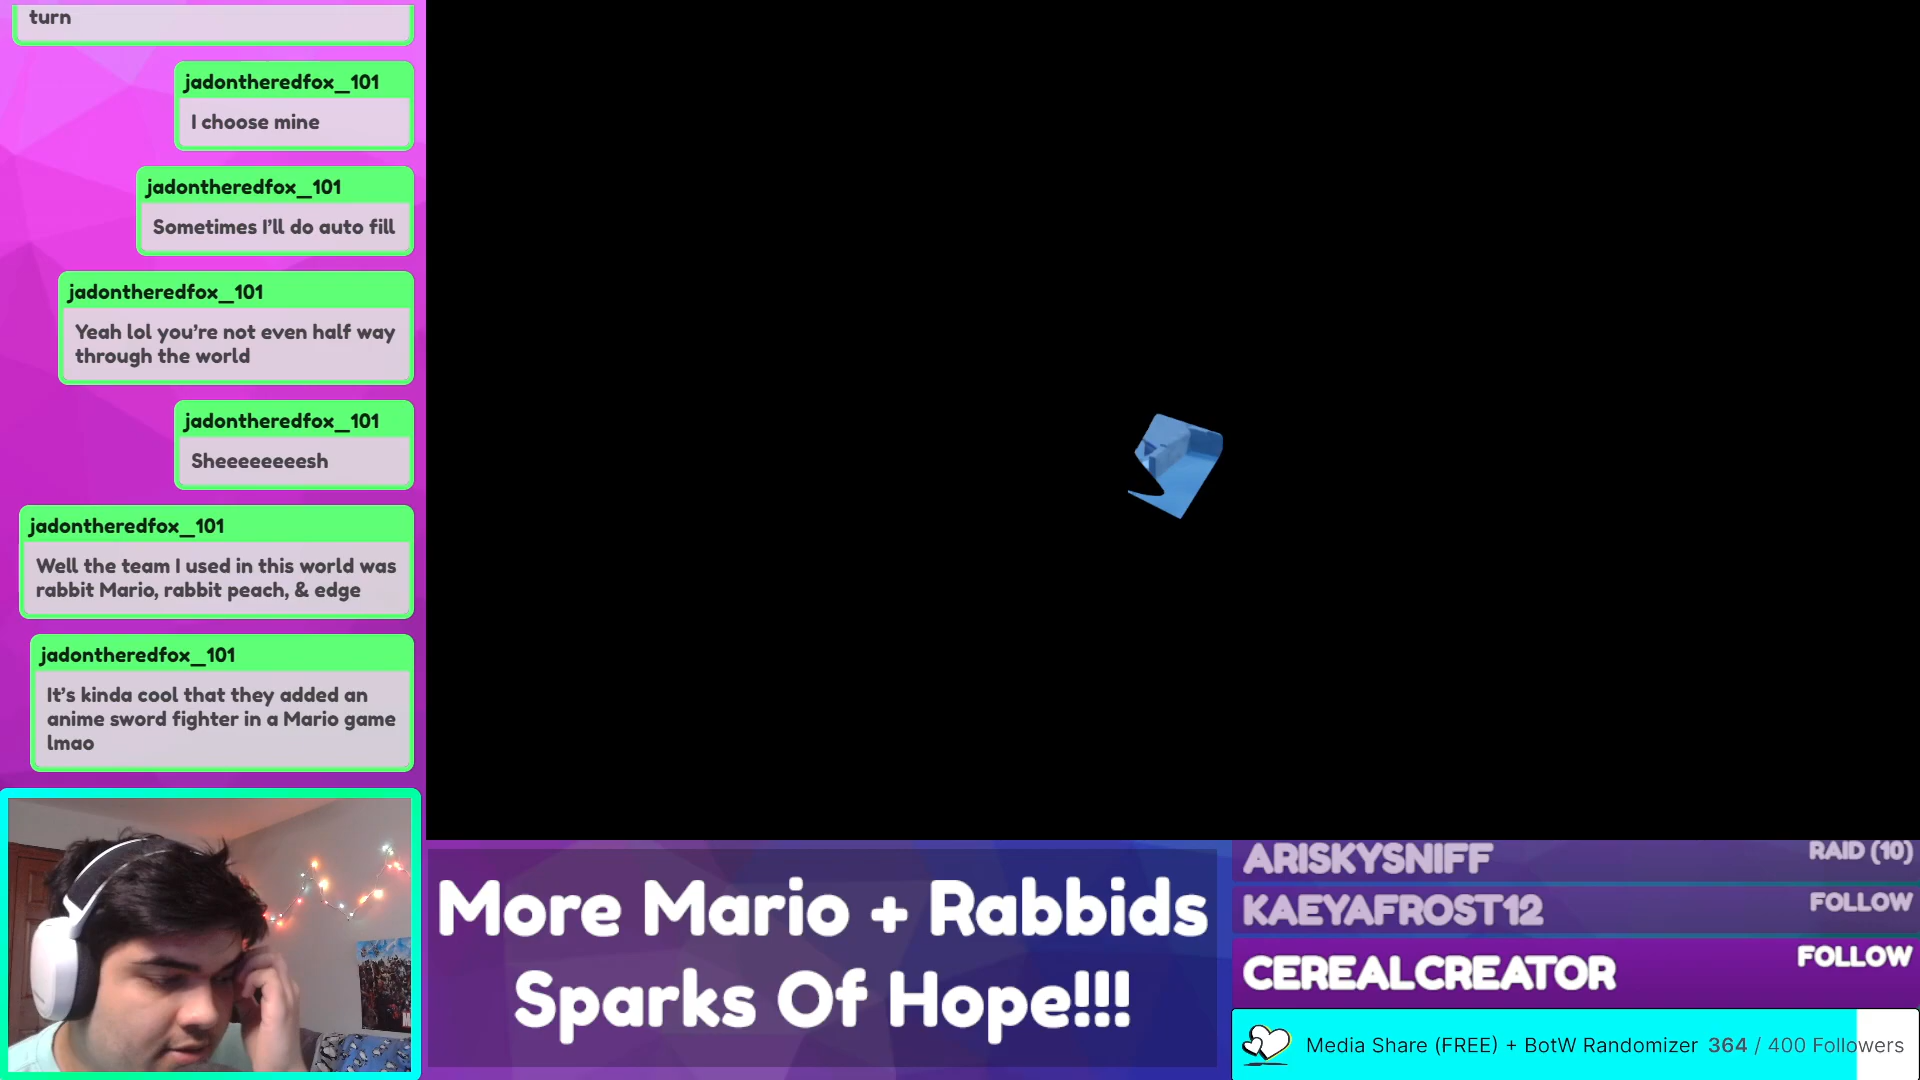 turn
jadontheredfox_101
I choose mine
jadontheredfox_101
Sometimes I'll do auto fill
jadontheredfox_101
Yeah lol you're not even half way
through the world
jadontheredfox_101
Sheeeeeeeesh
jadontheredfox_101
Well the team I used in this world was
rabbit Mario, rabbit peach, & edge
jadontheredfox_101
It's kinda cool that they added an
anime sword fighter in a Mario game
lmao
More Mario + Rabbids
Sparks Of Hope!!!
ARISKYSNIFF RAID (10)
KAEYAFROST12 FOLLOW
CEREALCREATOR FOLLOW
Media Share (FREE) + BotW Randomizer 364 / 400 Followers